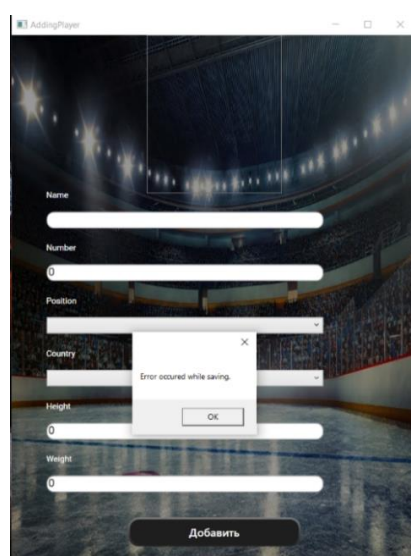 AddingPlayer
Name
Number
0
Position
Country
Error occured while saving.
OK
Height
0
Weight
0
Добавить